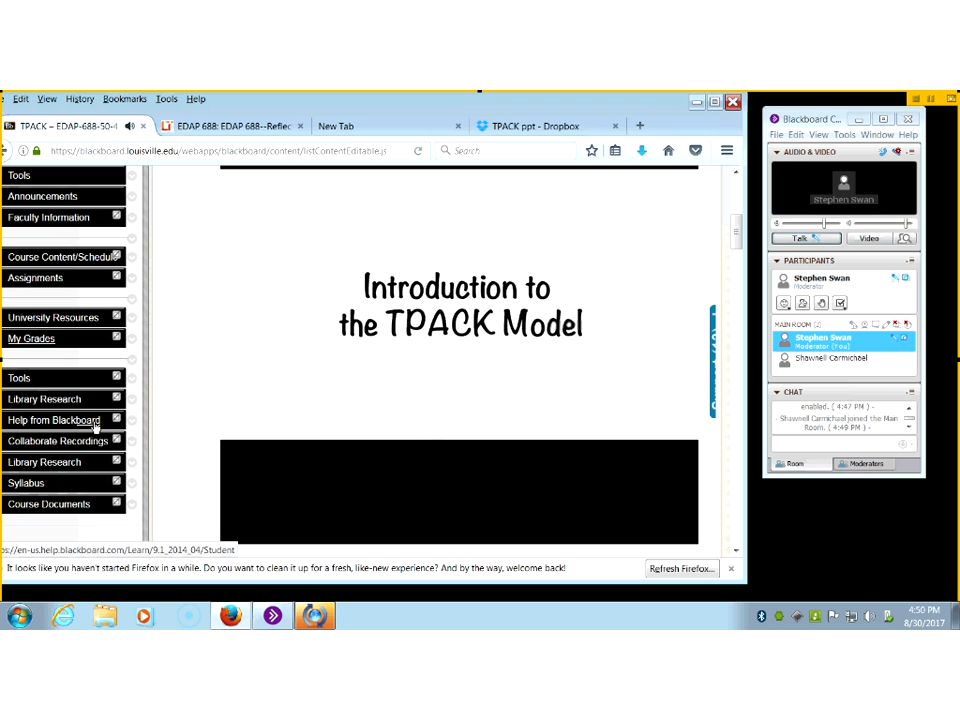 Edit View History Bookmarks Tools Help
TPACK – EDAP-688-50-
EDAP 688: EDAP 688--Reflec
New Tab
TPACK ppt - Dropbox
https://blackboard.louisville.edu/webapps/blackboard/content/listContentEditable.js
Search
Tools
Announcements
Faculty Information
Course Content/Schedule
Assignments
University Resources
My Grades
Tools
Library Research
Help from Blackboard
Collaborate Recordings
Library Research
Syllabus
Course Documents
Introduction to
the TPACK Model
ps://en-us.help.blackboard.com/Learn/9.1_2014_04/Student
It looks like you haven't started Firefox in a while. Do you want to clean it up for a fresh, like-new experience? And by the way, welcome back!
Refresh Firefox...
Blackboard C...
File Edit View Tools Window Help
AUDIO & VIDEO
Stephen Swan
Talk
Video
PARTICIPANTS
Stephen Swan
Moderator
MAIN ROOM (2)
Stephen Swan
Moderator (You)
Shawnell Carmichael
CHAT
enabled. ( 4:47 PM ) -
- Shawnell Carmichael joined the Main
Room. ( 4:49 PM ) -
Room
Moderators
4:50 PM
8/30/2017